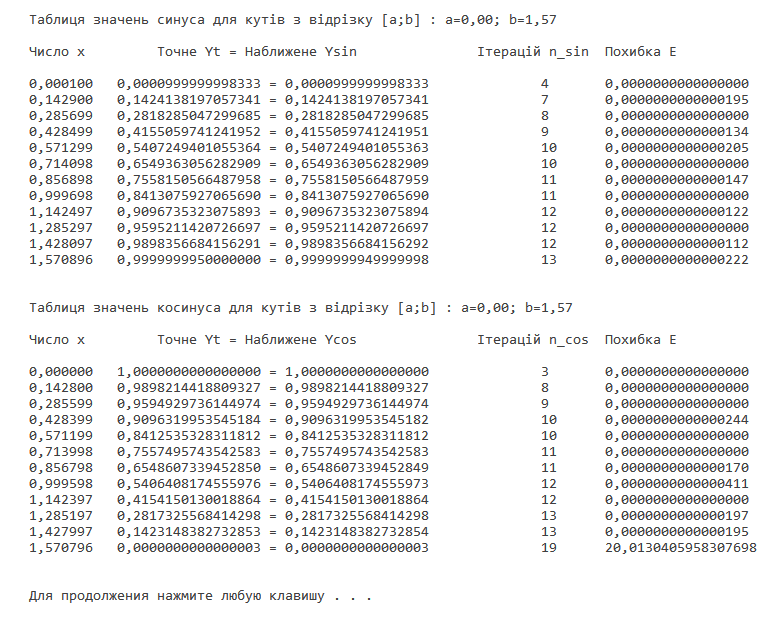 Таблиця значень синуса для кутів з відрізку [a;b] : a=0,00; b=1,57
Число x Точне Yt = Наближене Ysin Ітерацій n_sin Похибка E
0,000100 0,0000999999998333 = 0,0000999999998333 4 0,0000000000000000
0,142900 0,1424138197057341 = 0,1424138197057341 7 0,0000000000000195
0,285699 0,2818285047299685 = 0,2818285047299685 8 0,0000000000000000
0,428499 0,4155059741241952 = 0,4155059741241951 9 0,0000000000000134
0,571299 0,5407249401055364 = 0,5407249401055363 10 0,0000000000000205
0,714098 0,6549363056282909 = 0,6549363056282909 10 0,0000000000000000
0,856898 0,7558150566487958 = 0,7558150566487959 11 0,0000000000000147
0,999698 0,8413075927065690 = 0,8413075927065690 11 0,0000000000000000
1,142497 0,9096735323075893 = 0,9096735323075894 12 0,0000000000000122
1,285297 0,9595211420726697 = 0,9595211420726697 12 0,0000000000000000
1,428097 0,9898356684156291 = 0,9898356684156292 12 0,0000000000000112
1,570896 0,9999999950000000 = 0,9999999949999998 13 0,0000000000000222
Таблиця значень косинуса для кутів з відрізку [a;b] : a=0,00; b=1,57
Число x Точне Yt = Наближене Ycos Ітерацій n_cos Похибка E
0,000000 1,0000000000000000 = 1,0000000000000000 3 0,0000000000000000
0,142800 0,9898214418809327 = 0,9898214418809327 8 0,0000000000000000
0,285599 0,9594929736144974 = 0,9594929736144974 9 0,0000000000000000
0,428399 0,9096319953545184 = 0,9096319953545182 10 0,0000000000000244
0,571199 0,8412535328311812 = 0,8412535328311812 10 0,0000000000000000
0,713998 0,7557495743542583 = 0,7557495743542583 11 0,0000000000000000
0,856798 0,6548607339452850 = 0,6548607339452849 11 0,0000000000000170
0,999598 0,5406408174555976 = 0,5406408174555973 12 0,0000000000000411
1,142397 0,4154150130018864 = 0,4154150130018864 12 0,0000000000000000
1,285197 0,2817325568414298 = 0,2817325568414298 13 0,0000000000000197
1,427997 0,1423148382732853 = 0,1423148382732854 13 0,0000000000000195
1,570796 0,0000000000000003 = 0,0000000000000003 19 20,0130405958307698
Для продолжения нажмите любую клавишу . . .